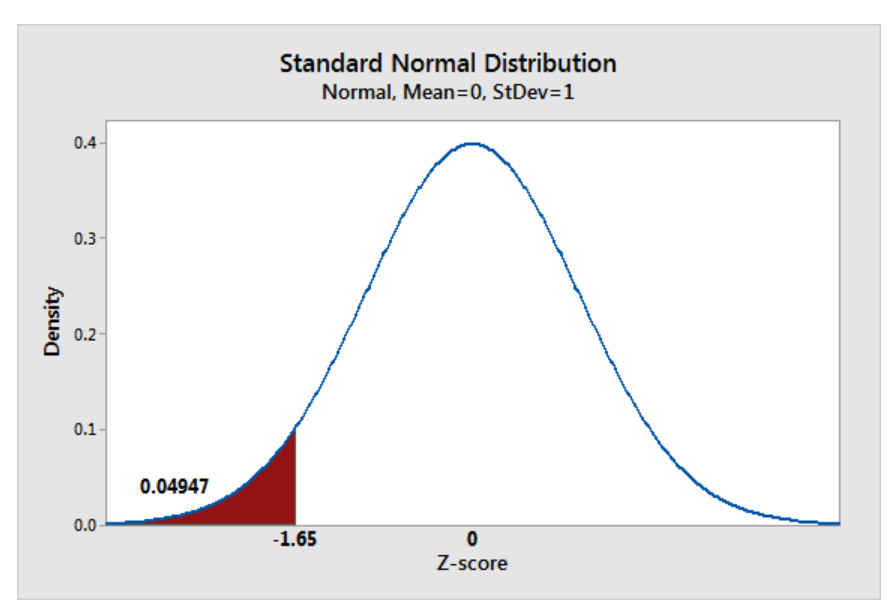 Standard Normal Distribution
Normal, Mean=0, StDev=1
0.4
0.3
0.2
0.1
0.0
Density
0.04947
-1.65
0
Z-score